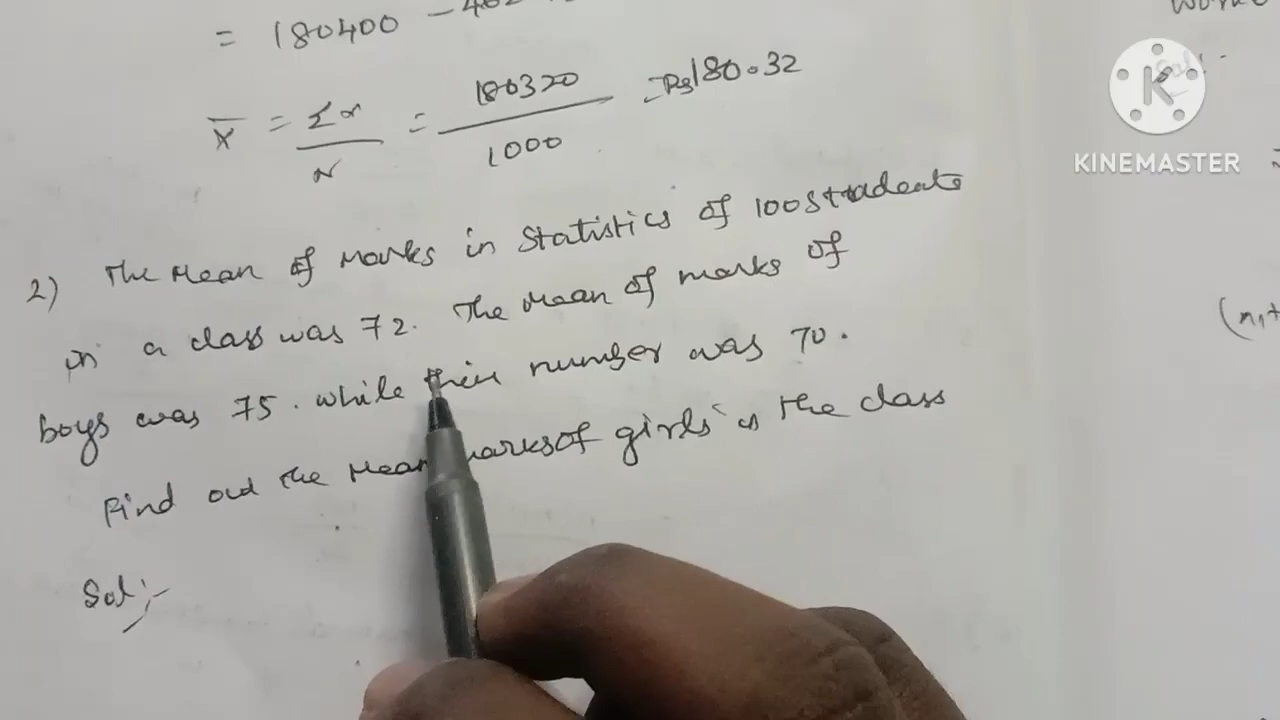 = 180400 -
X̄ = Σx / N = 180320 / 1000 = Rs 180.32
2) The Mean of Marks in Statistics of 100 Students
in a class was 72. The Mean of marks of
boys was 75. while their number was 70.
Find out the Mean marks of girls in the class
Sol:-
KINEMASTER
(n1+